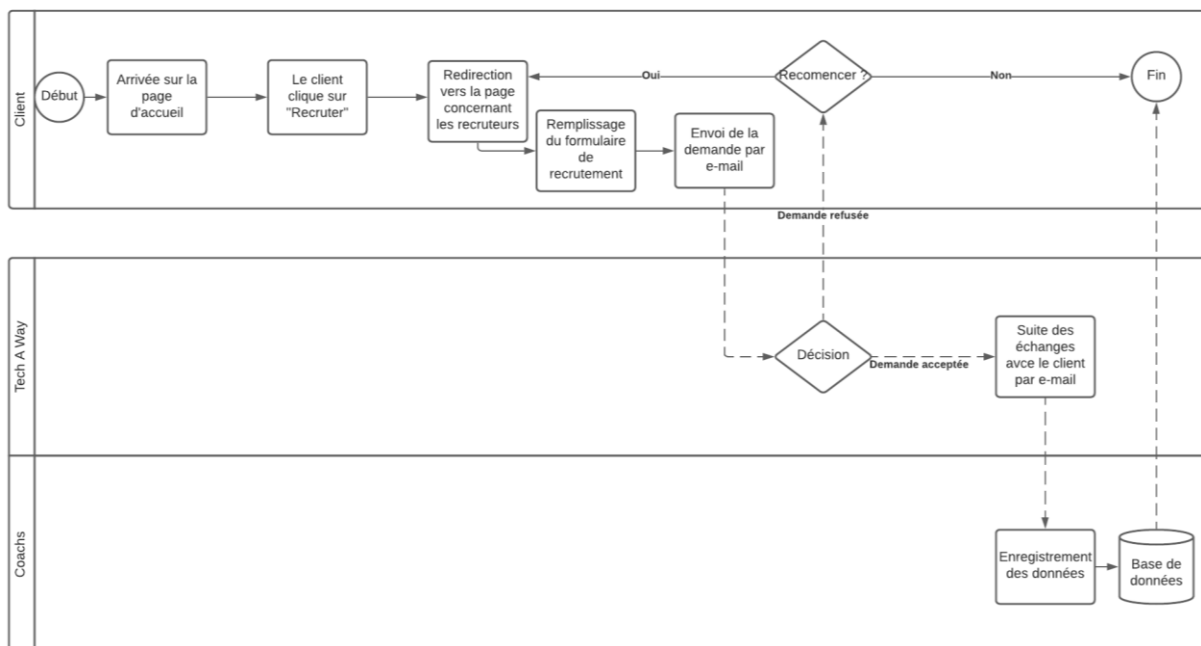 Client
Début
Arrivée sur la
page
d'accueil
Le client
clique sur
"Recruter"
Redirection
vers la page
concernant
les recruteurs
Remplissage
du formulaire
de
recrutement
Envoi de la
demande par
e-mail
Oui
Recomencer ?
Non
Fin
Demande refusée
Tech A Way
Décision
Demande acceptée
Suite des
échanges
avce le client
par e-mail
Coachs
Enregistrement
des données
Base de
données